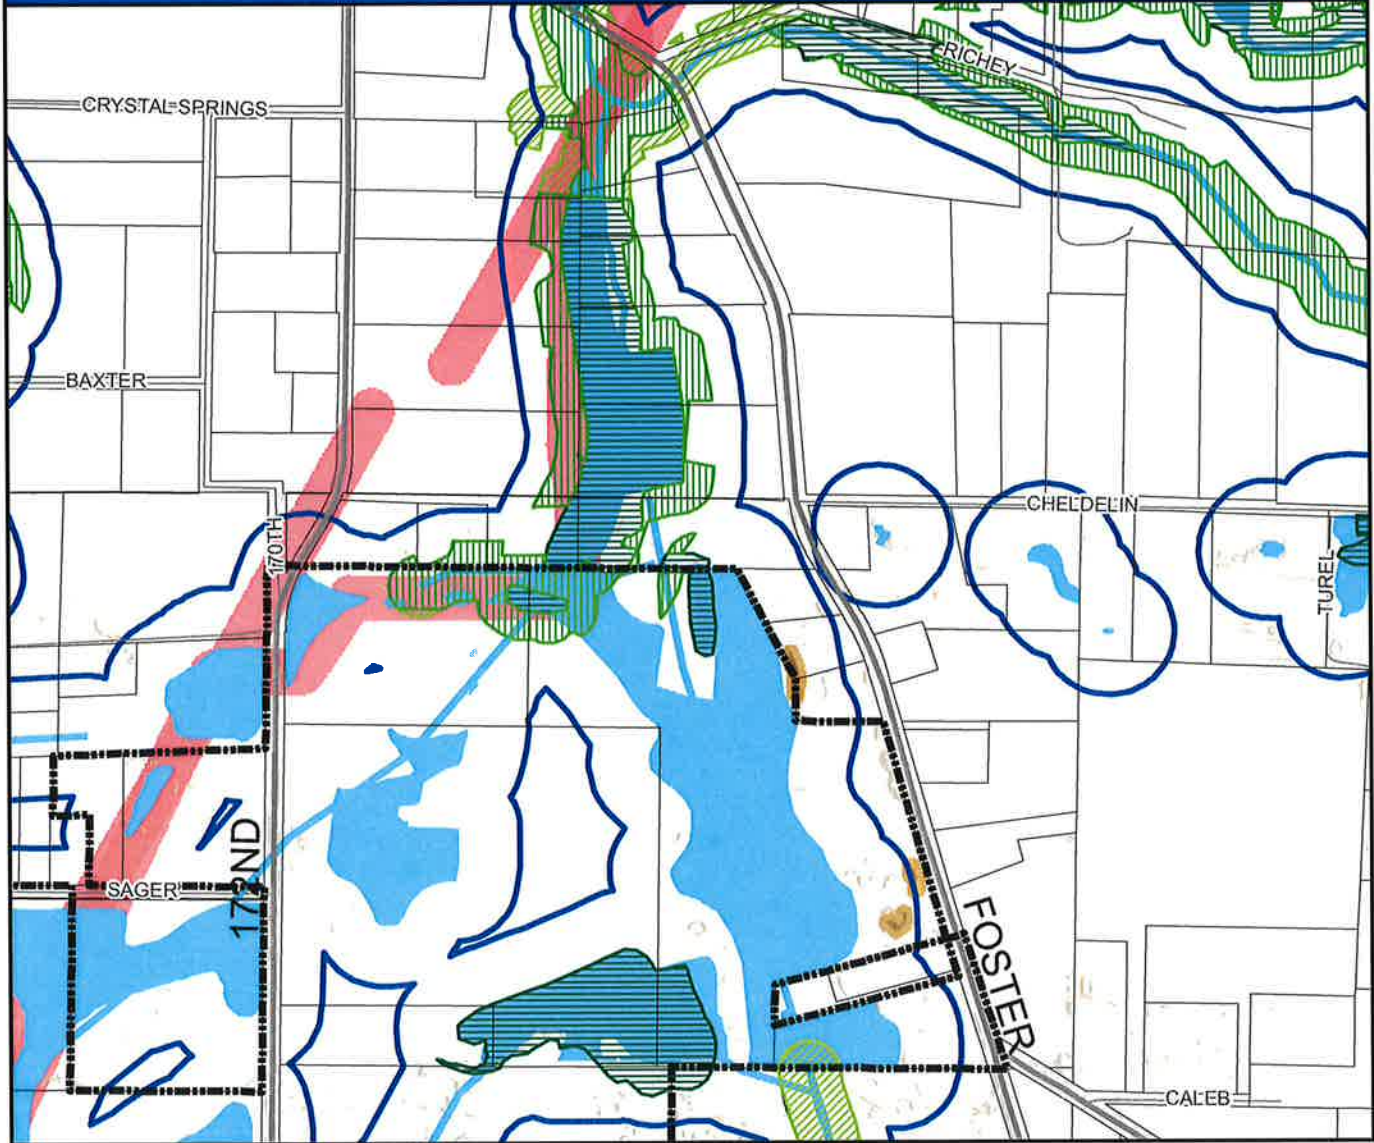 RICHEY
CRYSTAL SPRINGS
BAXTER
CHELDELIN
170TH
TUREL
172ND
SAGER
FOSTER
CALEB